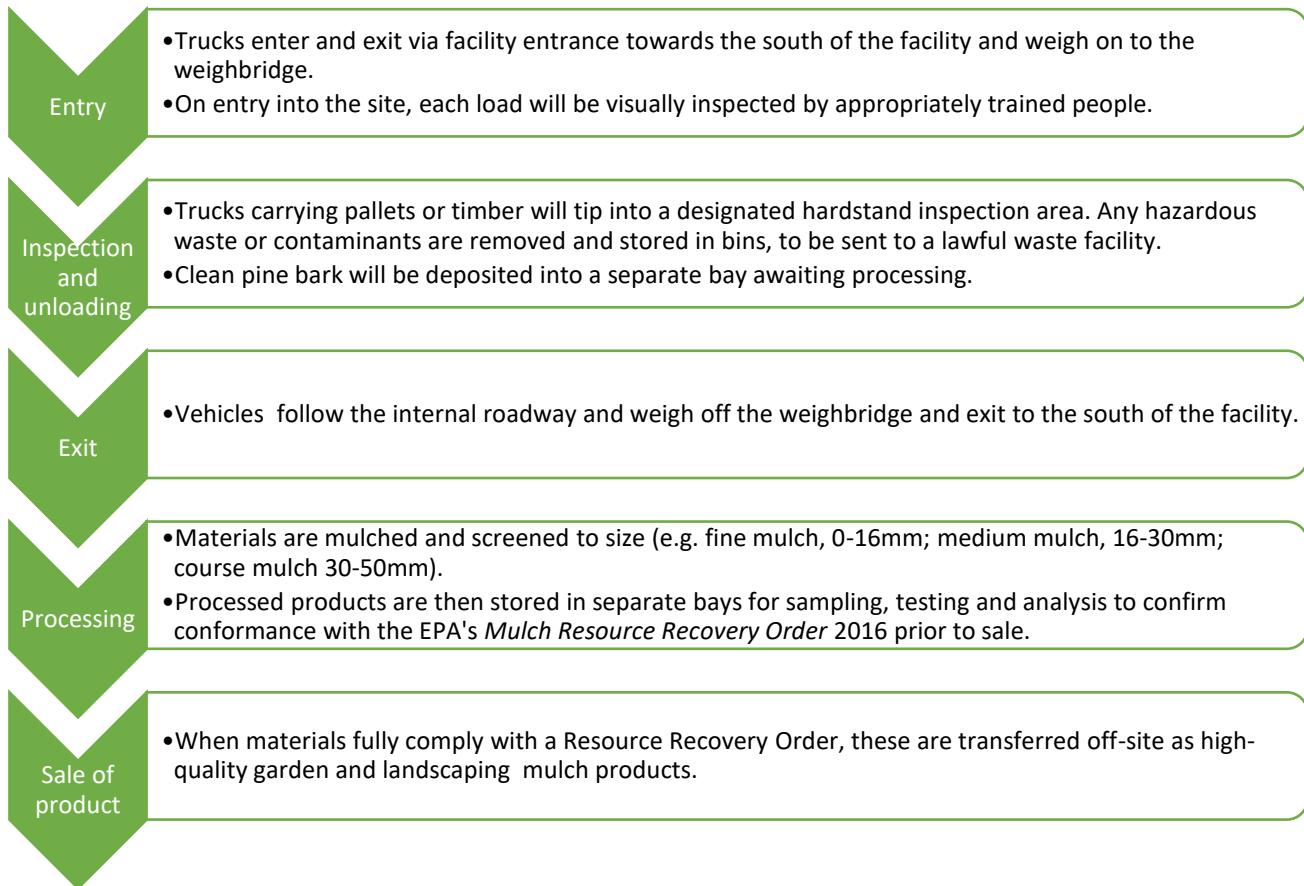 Entry
•Trucks enter and exit via facility entrance towards the south of the facility and weigh on to the
weighbridge.
•On entry into the site, each load will be visually inspected by appropriately trained people.
Inspection
and
unloading
•Trucks carrying pallets or timber will tip into a designated hardstand inspection area. Any hazardous
waste or contaminants are removed and stored in bins, to be sent to a lawful waste facility.
•Clean pine bark will be deposited into a separate bay awaiting processing.
Exit
•Vehicles  follow the internal roadway and weigh off the weighbridge and exit to the south of the facility.
Processing
•Materials are mulched and screened to size (e.g. fine mulch, 0-16mm; medium mulch, 16-30mm;
course mulch 30-50mm).
•Processed products are then stored in separate bays for sampling, testing and analysis to confirm
conformance with the EPA's Mulch Resource Recovery Order 2016 prior to sale.
Sale of
product
•When materials fully comply with a Resource Recovery Order, these are transferred off-site as high-
quality garden and landscaping  mulch products.